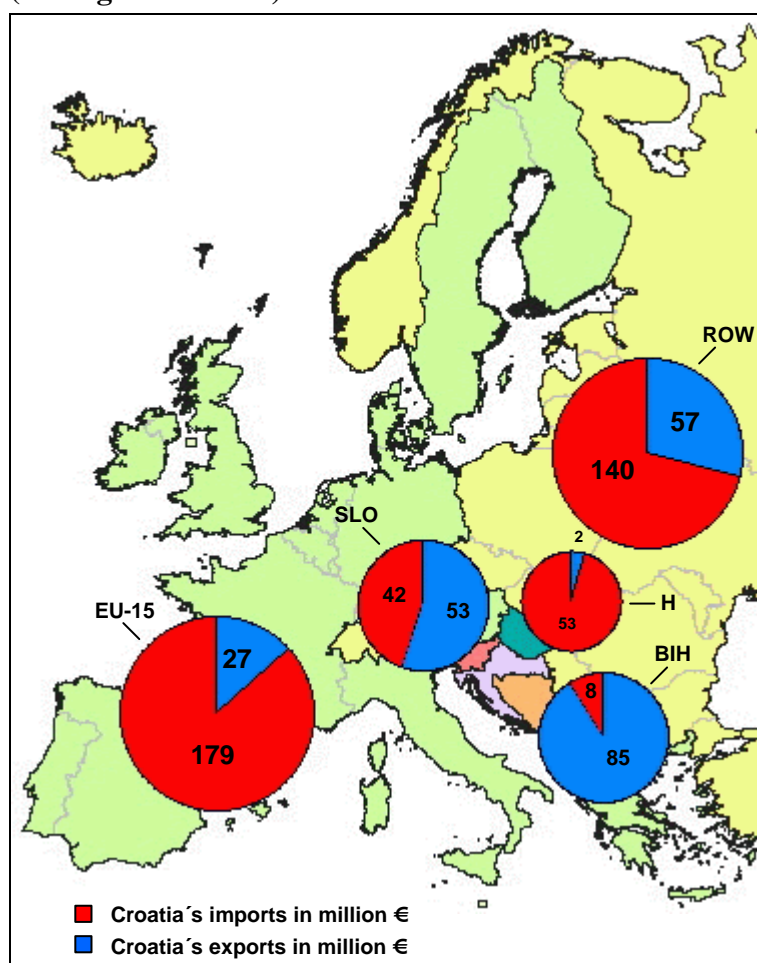 ROW
57
140
2
SLO
42
53
53
H
EU-15
27
BIH
8
179
85
Croatia´s imports in million €
Croatia´s exports in million €